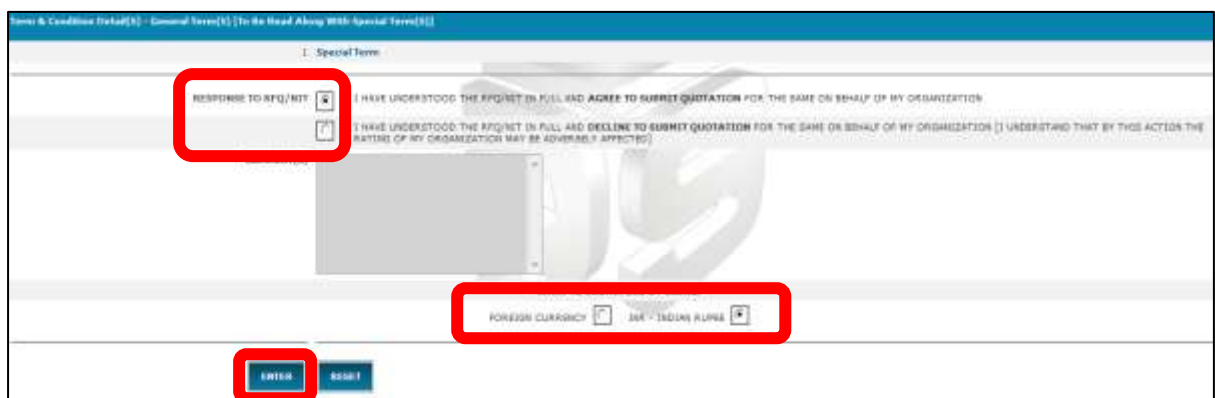 Term & Condition Detail[S] - General Term[S] [To Be Read Along With Special Term[S]]
1 Special Term
RESPONSE TO RFQ/NIT I HAVE UNDERSTOOD THE RFQ/NIT IN FULL AND AGREE TO SUBMIT QUOTATION FOR THE SAME ON BEHALF OF MY ORGANIZATION
I HAVE UNDERSTOOD THE RFQ/NIT IN FULL AND DECLINE TO SUBMIT QUOTATION FOR THE SAME ON BEHALF OF MY ORGANIZATION [I UNDERSTAND THAT BY THIS ACTION THE
RATING OF MY ORGANIZATION MAY BE ADVERSELY AFFECTED]
FOREIGN CURRENCY INR - INDIAN RUPEE
ENTER RESET